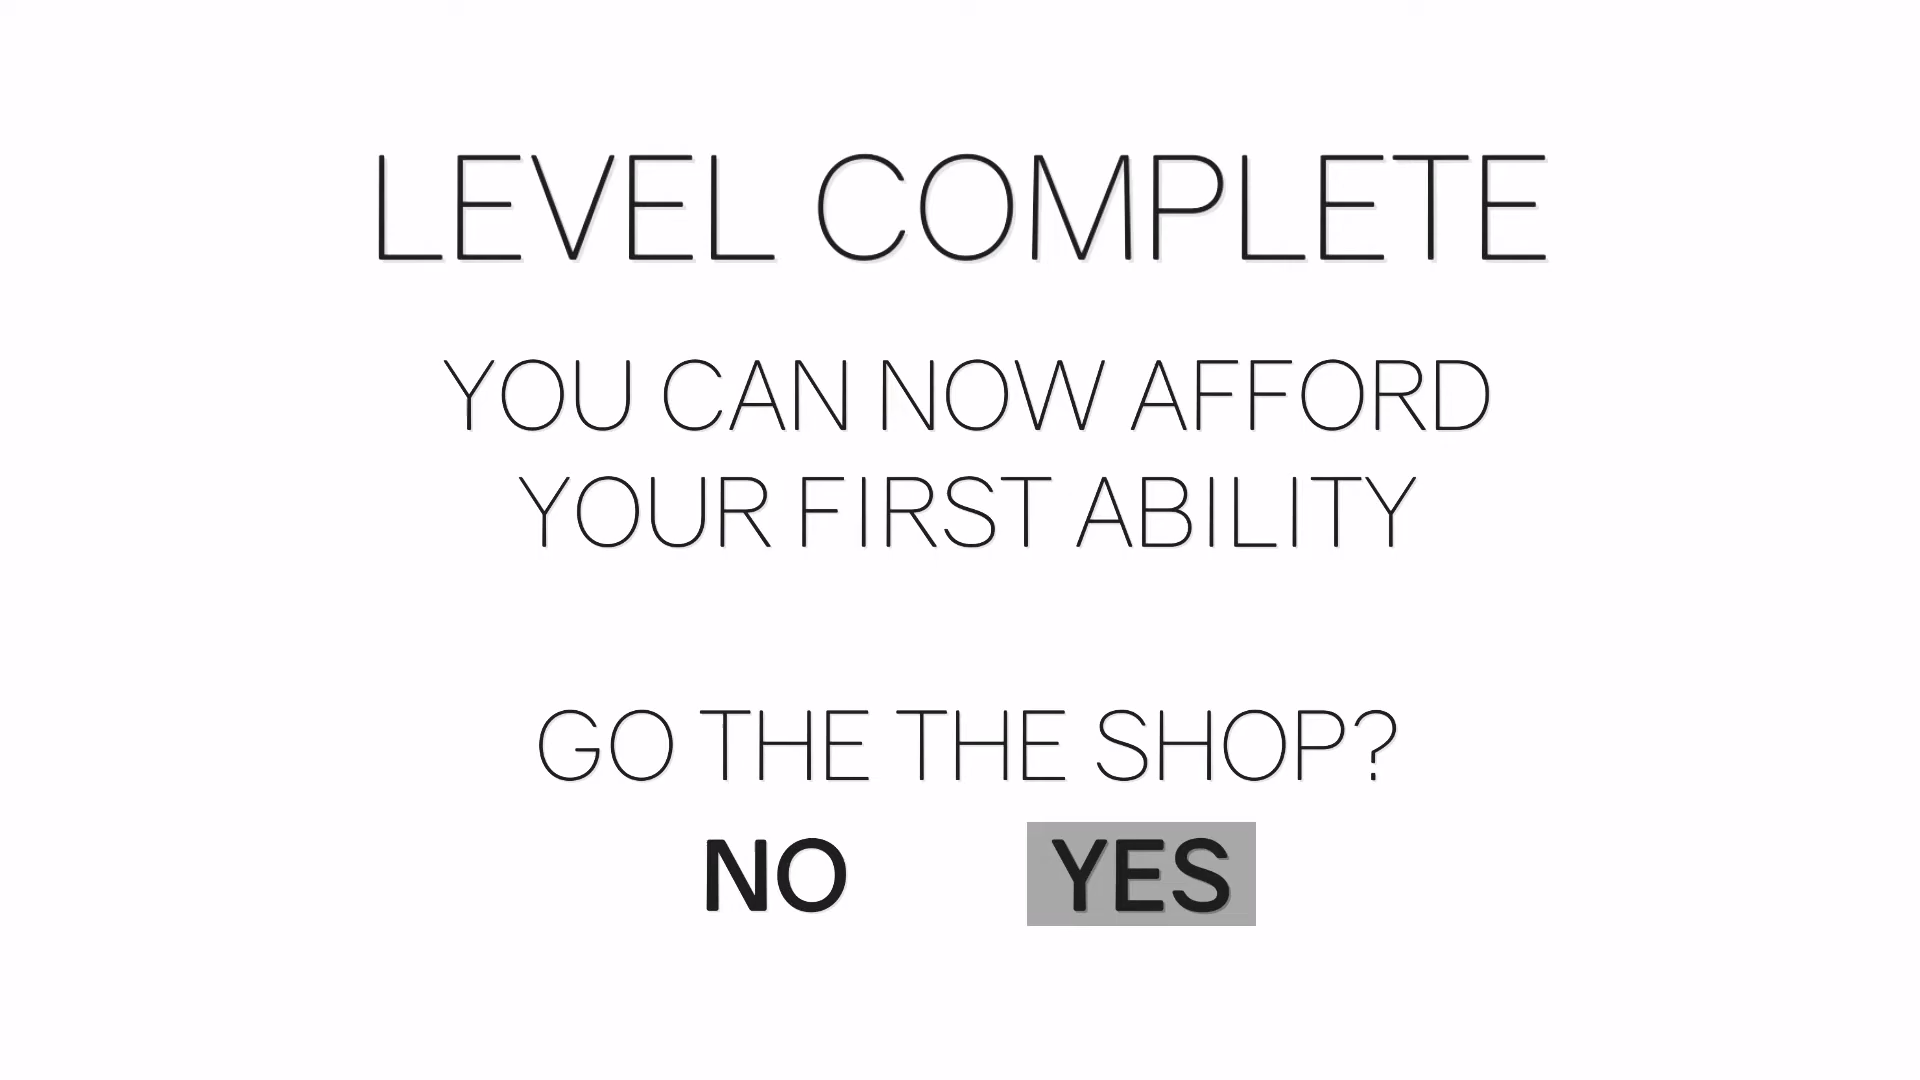 LEVEL COMPLETE
YOU CAN NOW AFFORD
YOUR FIRST ABILITY
GO THE THE SHOP?
NO YES